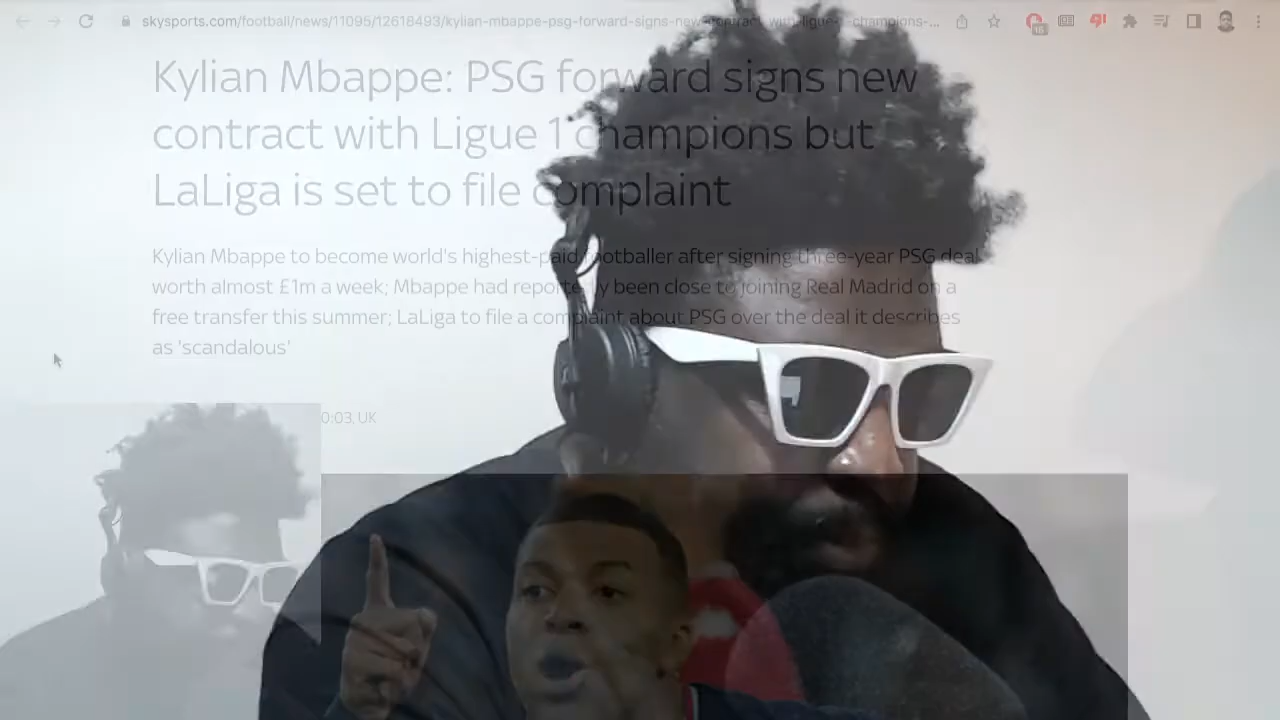 skysports.com/football/news/11095/12618493/kylian-mbappe-psg-forward-signs-new-contract-with-ligue-1-champions-...
Kylian Mbappe: PSG forward signs new
contract with Ligue 1 champions but
LaLiga is set to file complaint
Kylian Mbappe to become world's highest-paid footballer after signing three-year PSG deal
worth almost £1m a week; Mbappe had reportedly been close to joining Real Madrid on a
free transfer this summer; LaLiga to file a complaint about PSG over the deal it describes
as 'scandalous'
0:03, UK